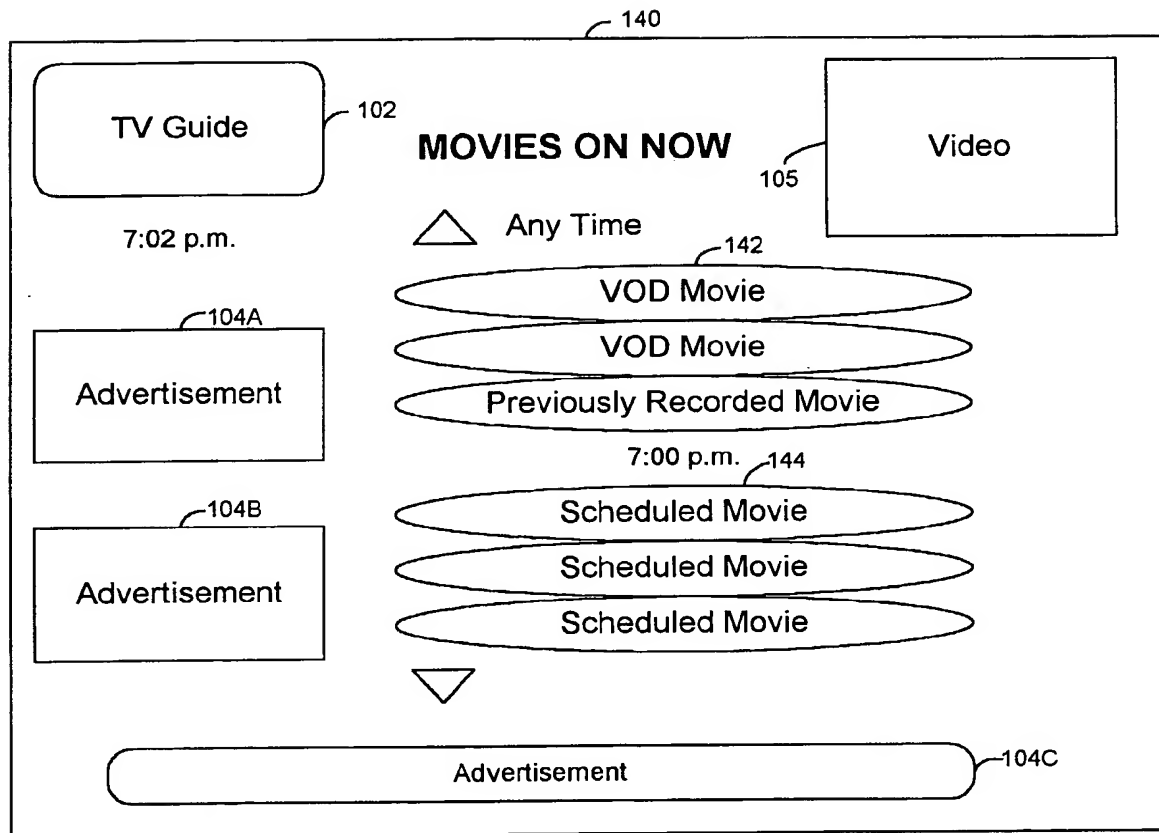 140
TV Guide
102
MOVIES ON NOW
Video
105
7:02 p.m.
Any Time
142
VOD Movie
VOD Movie
Previously Recorded Movie
104A
Advertisement
7:00 p.m.
144
Scheduled Movie
Scheduled Movie
Scheduled Movie
104B
Advertisement
Advertisement
104C